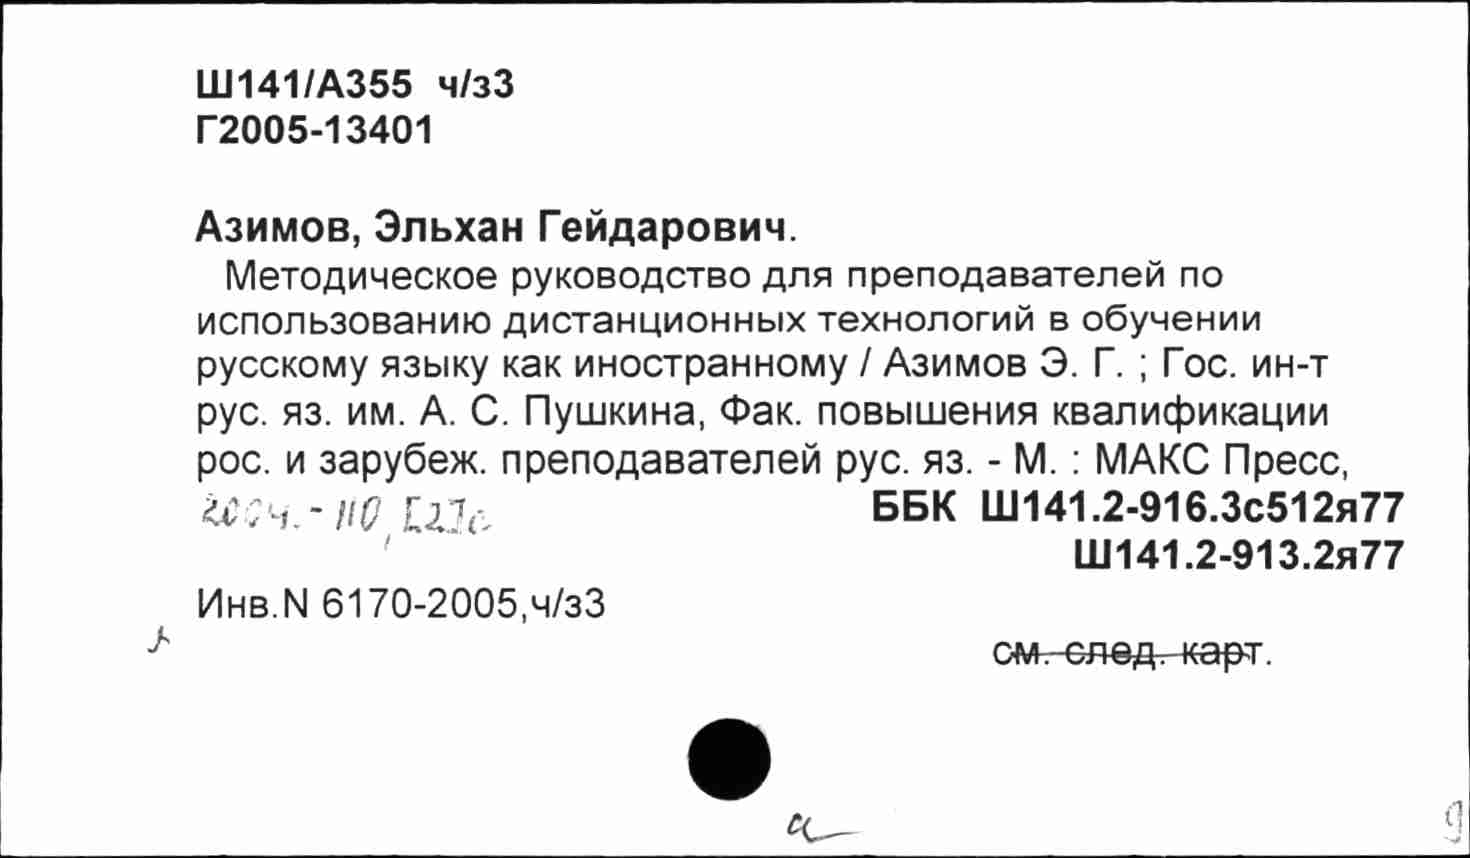 Ш141/А355 ч/з3
Г2005-13401
Азимов, Эльхан Гейдарович.
Методическое руководство для преподавателей по
использованию дистанционных технологий в обучении
русскому языку как иностранному / Азимов Э. Г. ; Гос. ин-т
рус. яз. им. А. С. Пушкина, Фак. повышения квалификации
рос. и зарубеж. преподавателей рус. яз. - М. : МАКС Пресс,
2004. - 110, [2] с
ББК Ш141.2-916.3с512я77
Ш141.2-913.2я77
Инв.N 6170-2005,ч/з3
см. след. карт.
а